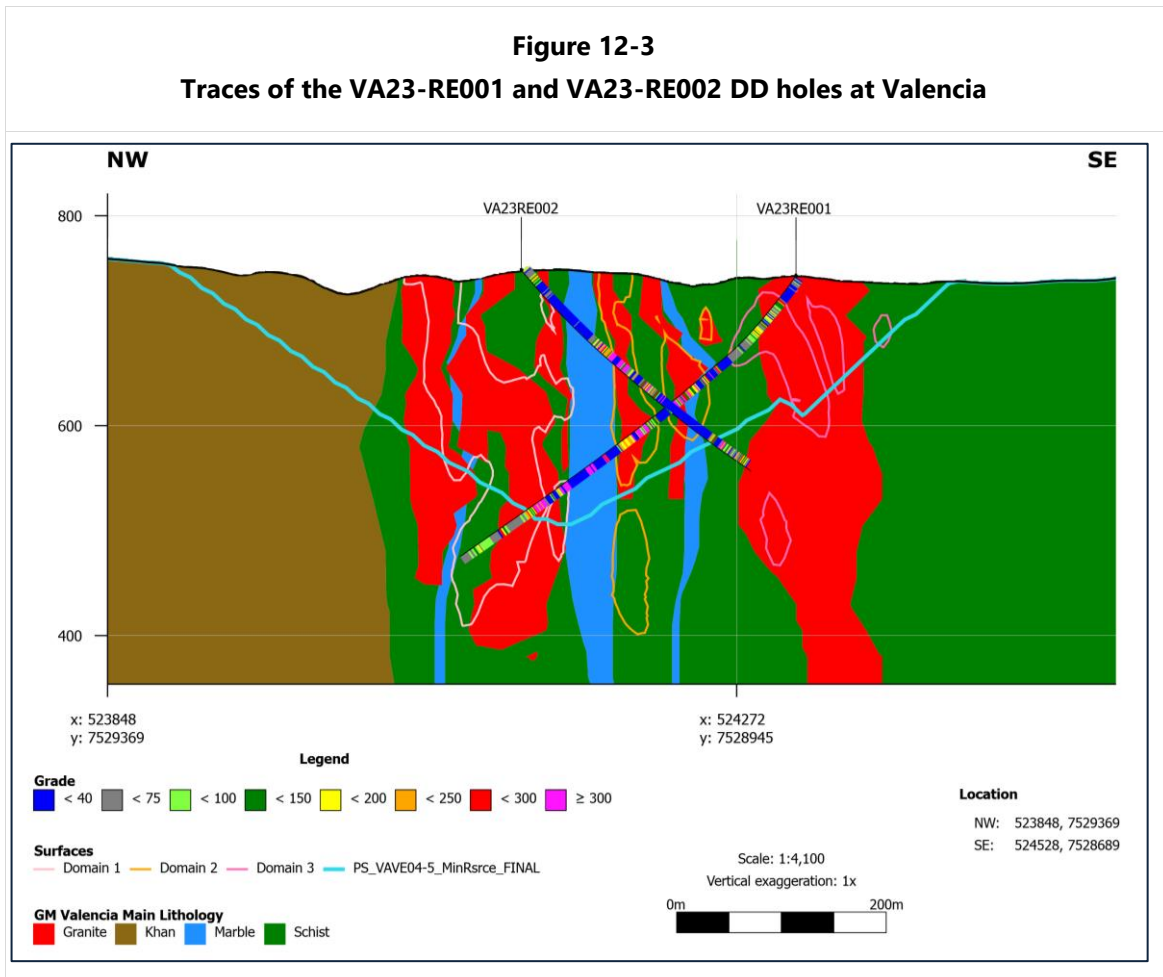 Figure 12-3
Traces of the VA23-RE001 and VA23-RE002 DD holes at Valencia
NW
SE
VA23RE002
VA23RE001
800
600
400
x: 523848
y: 7529369
x: 524272
y: 7528945
Legend
Grade
< 40 < 75 < 100 < 150 < 200 < 250 < 300 ≥ 300
Surfaces
Domain 1 Domain 2 Domain 3 PS_VAVE04-5_MinRsrce_FINAL
GM Valencia Main Lithology
Granite Khan Marble Schist
Scale: 1:4,100
Vertical exaggeration: 1x
0m 200m
Location
NW: 523848, 7529369
SE: 524528, 7528689